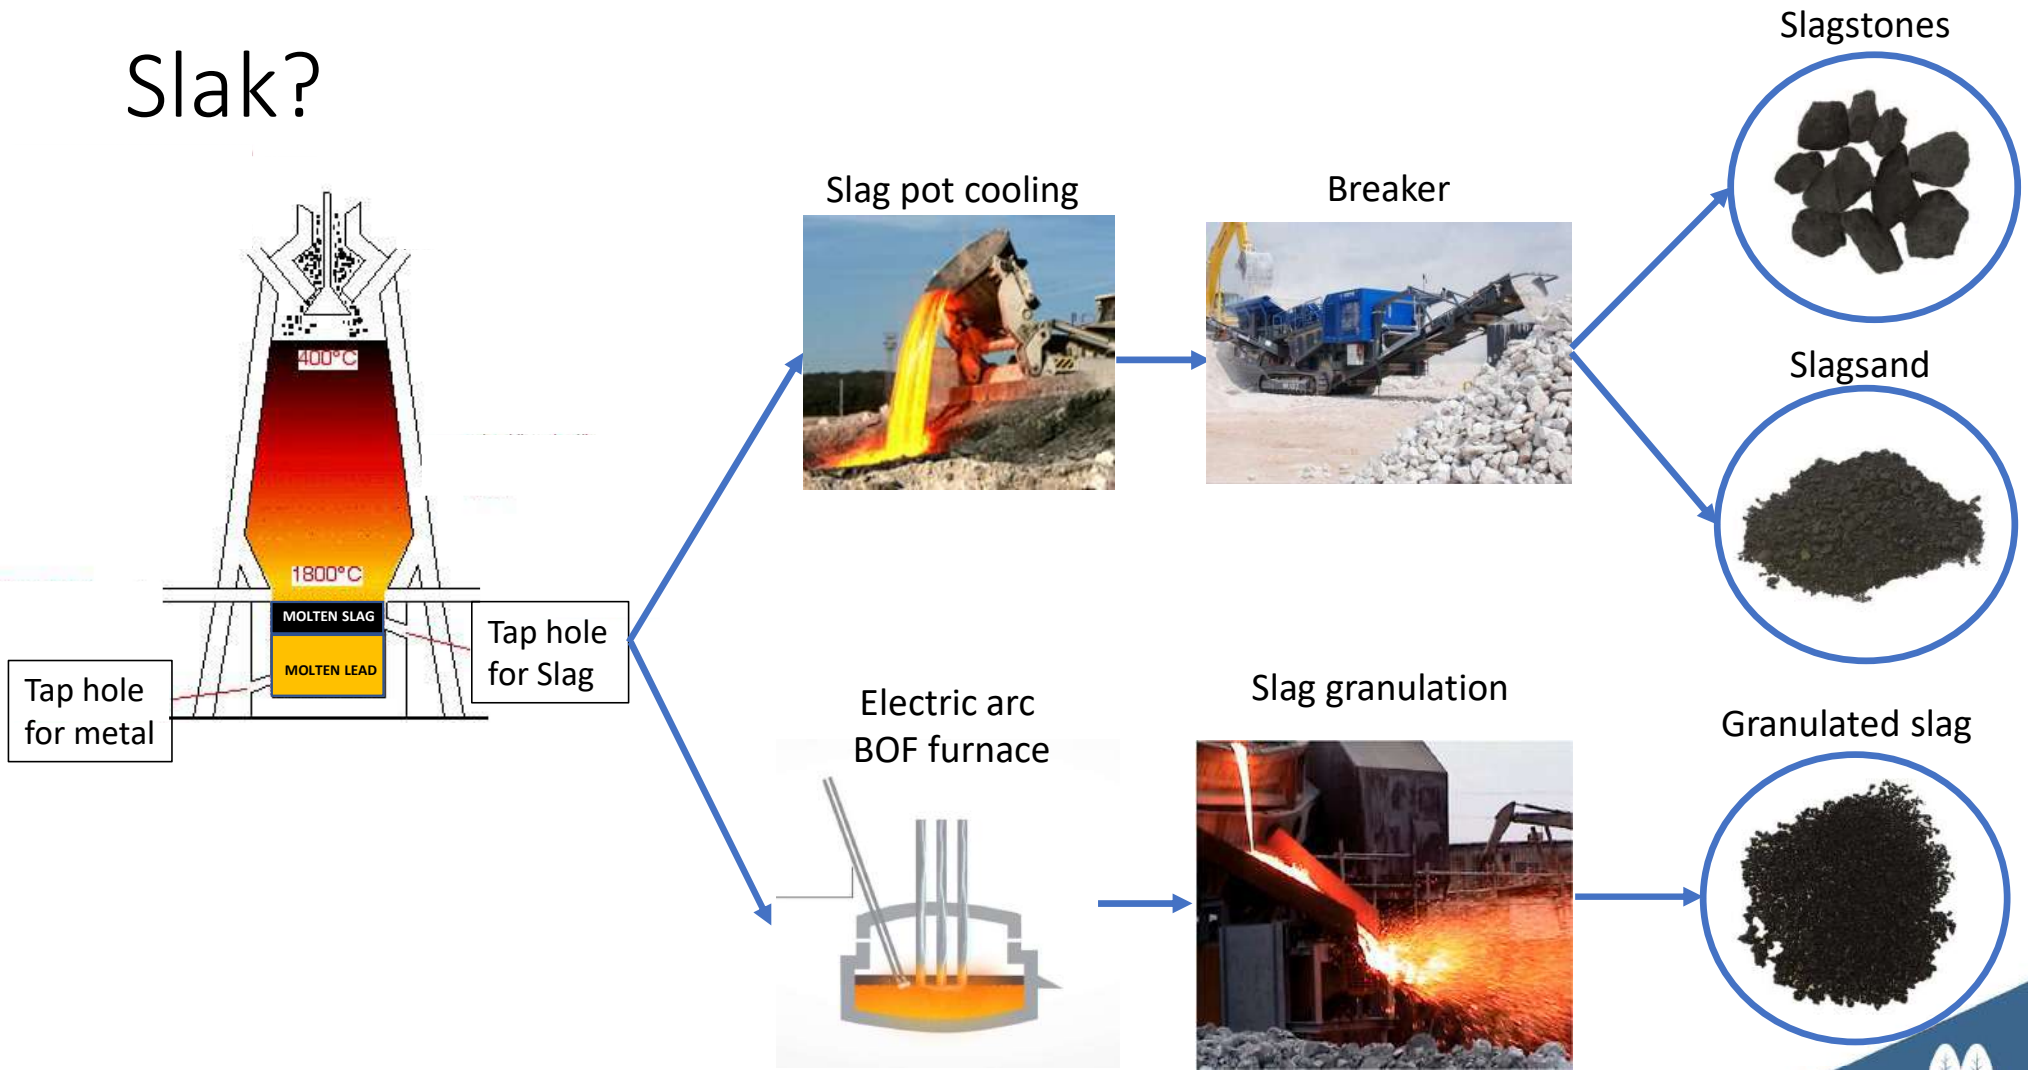 Slak?
400°C
1800°C
MOLTEN SLAG
MOLTEN LEAD
Tap hole
for metal
Tap hole
for Slag
Slag pot cooling
Breaker
Slagstones
Slagsand
Electric arc
BOF furnace
Slag granulation
Granulated slag